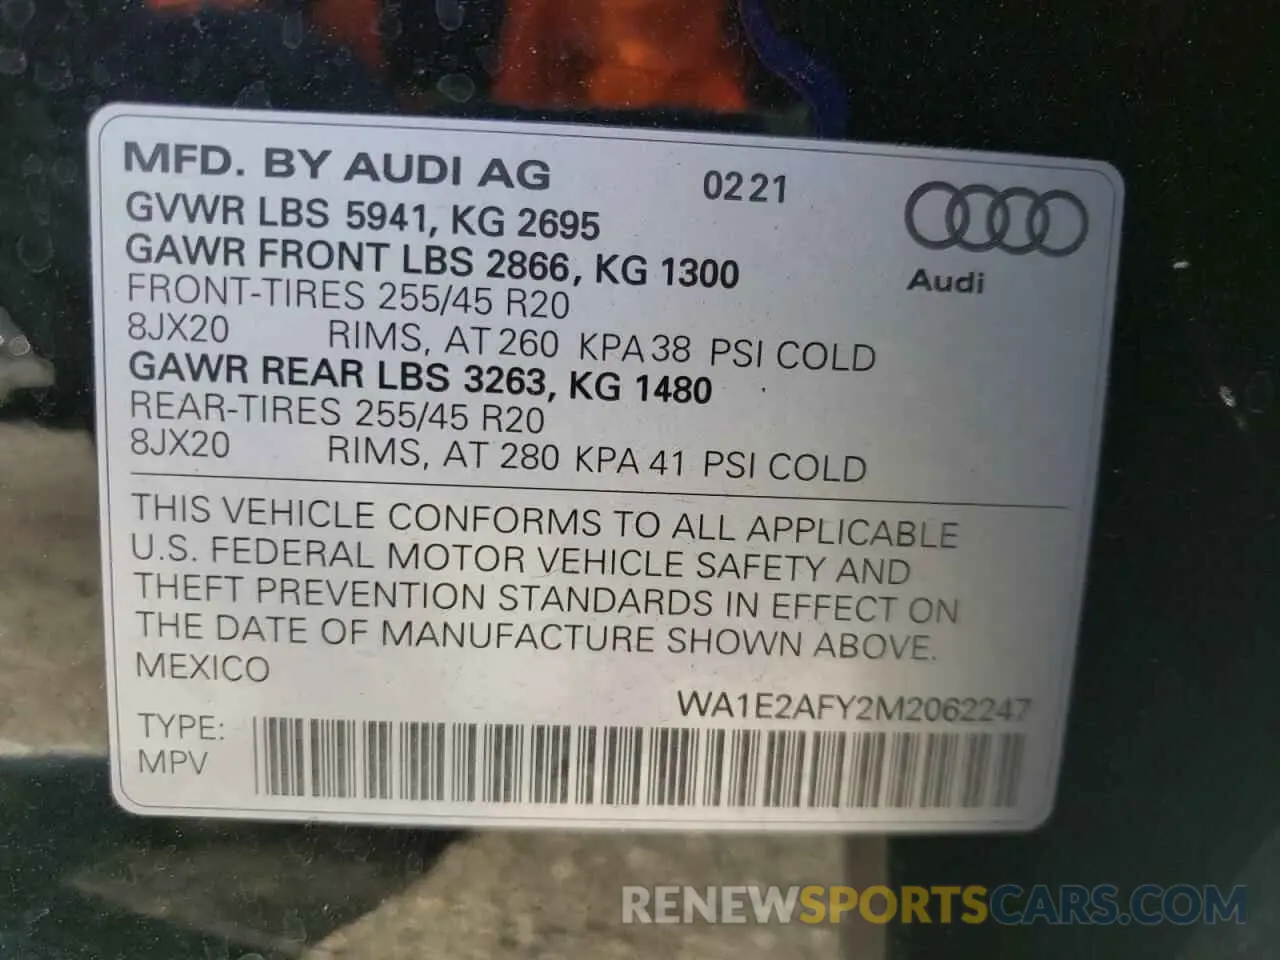 MFD. BY AUDI AG 0221
GVWR LBS 5941, KG 2695
GAWR FRONT LBS 2866, KG 1300
Audi
FRONT-TIRES 255/45 R20
8JX20 RIMS, AT 260 KPA 38 PSI COLD
GAWR REAR LBS 3263, KG 1480
REAR-TIRES 255/45 R20
8JX20 RIMS, AT 280 KPA 41 PSI COLD
THIS VEHICLE CONFORMS TO ALL APPLICABLE
U.S. FEDERAL MOTOR VEHICLE SAFETY AND
THEFT PREVENTION STANDARDS IN EFFECT ON
THE DATE OF MANUFACTURE SHOWN ABOVE.
MEXICO
WA1E2AFY2M2062247
TYPE:
MPV
RENEWSPORTSCARS.COM